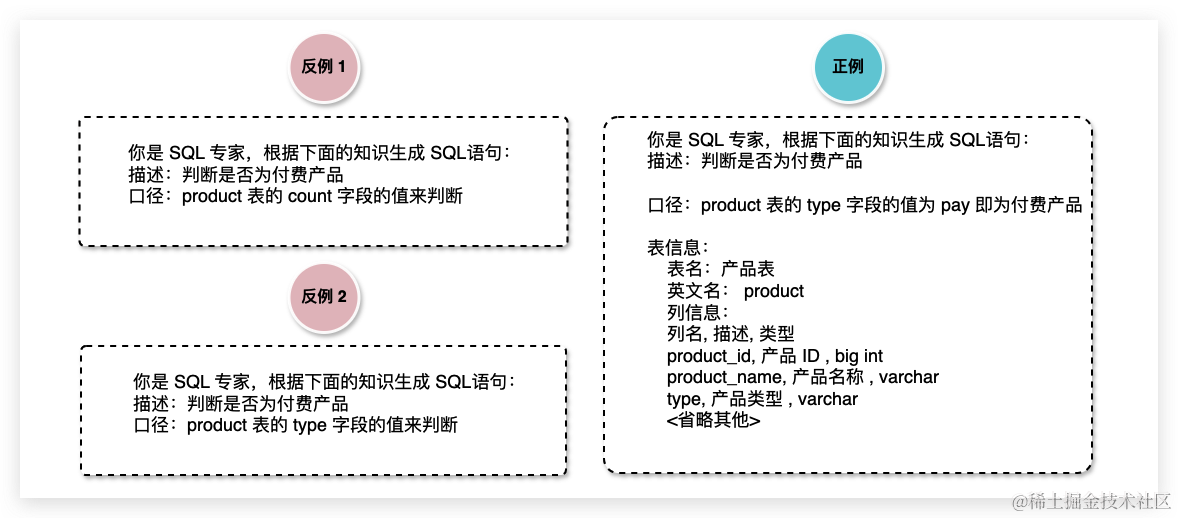 反例 1
你是 SQL 专家，根据下面的知识生成 SQL语句：
描述：判断是否为付费产品
口径：product 表的 count 字段的值来判断
反例 2
你是 SQL 专家，根据下面的知识生成 SQL语句：
描述：判断是否为付费产品
口径：product 表的 type 字段的值来判断
正例
你是 SQL 专家，根据下面的知识生成 SQL语句：
描述：判断是否为付费产品
口径：product 表的 type 字段的值为 pay 即为付费产品
表信息：
表名：产品表
英文名： product
列信息：
列名, 描述, 类型
product_id, 产品 ID , big int
product_name, 产品名称 , varchar
type, 产品类型 , varchar
<省略其他>
@稀土掘金技术社区